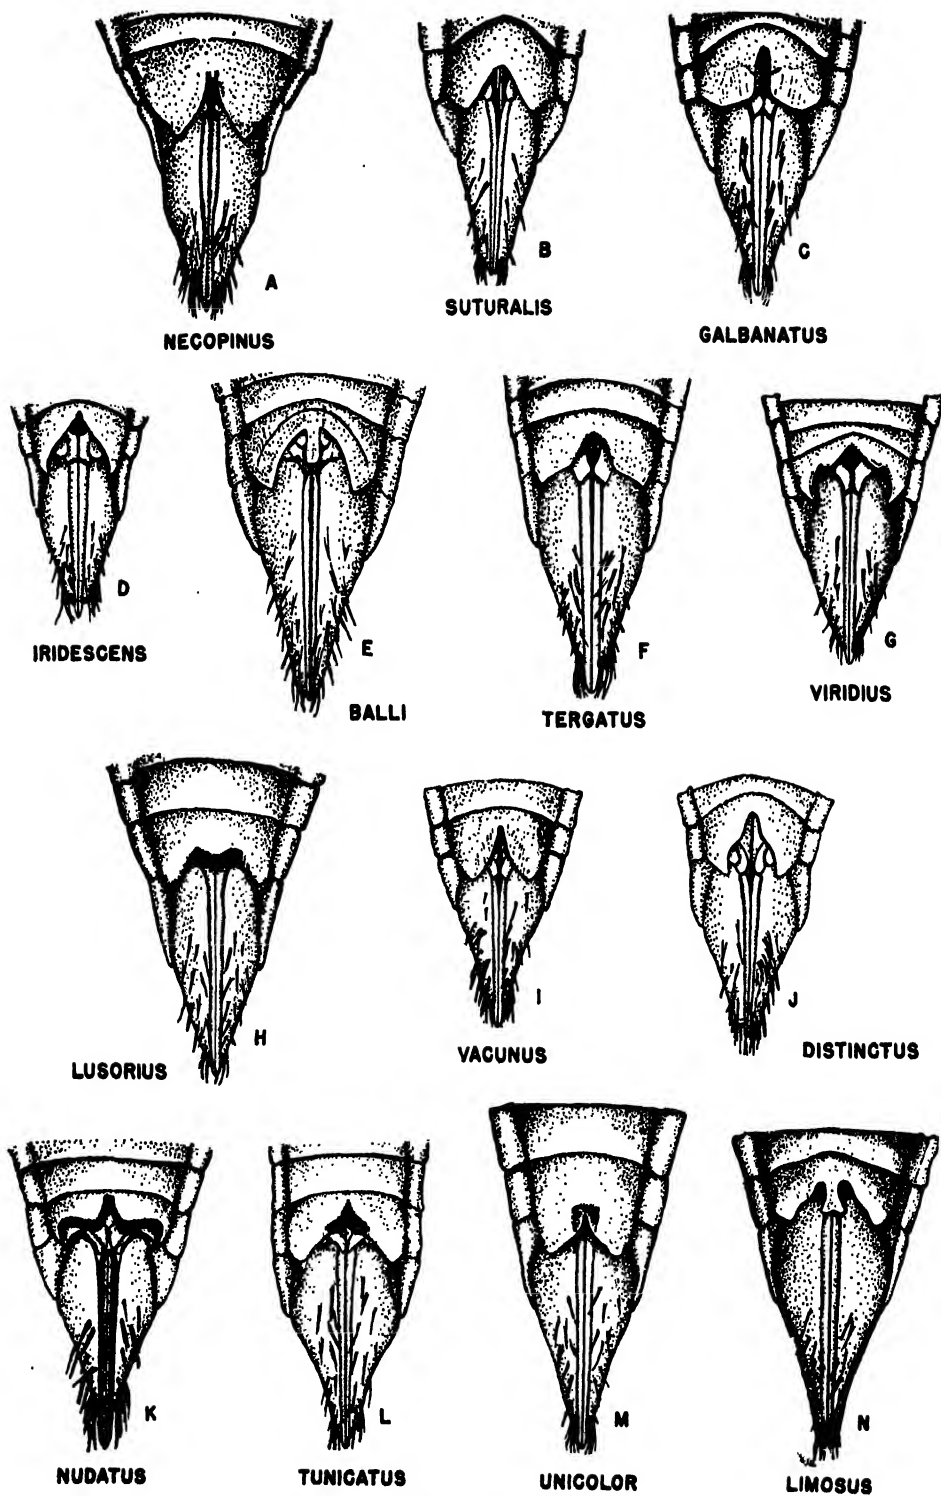 A
NECOPINUS
B
SUTURALIS
C
GALBANATUS
D
IRIDESCENS
E
BALLI
F
TERGATUS
G
VIRIDIUS
H
LUSORIUS
I
VACUNUS
J
DISTINCTUS
K
NUDATUS
L
TUNICATUS
M
UNICOLOR
N
LIMOSUS